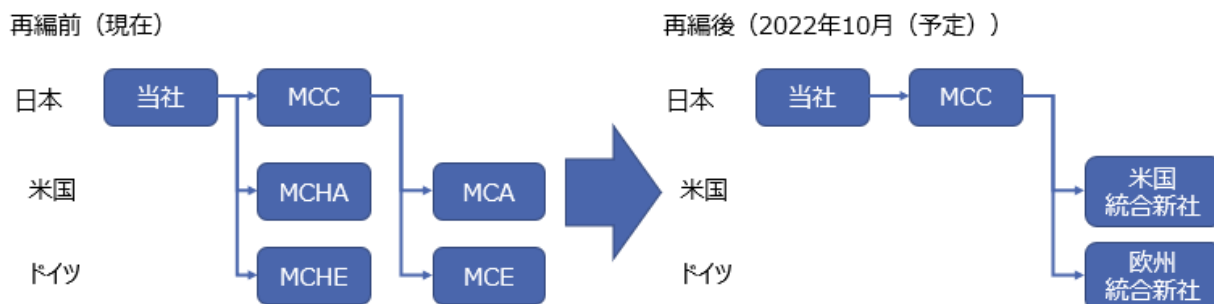 再編前（現在）
日本
当社
MCC
米国
MCHA
MCA
ドイツ
MCHE
MCE
再編後（2022年10月（予定））
日本
当社
MCC
米国
米国
統合新社
ドイツ
欧州
統合新社